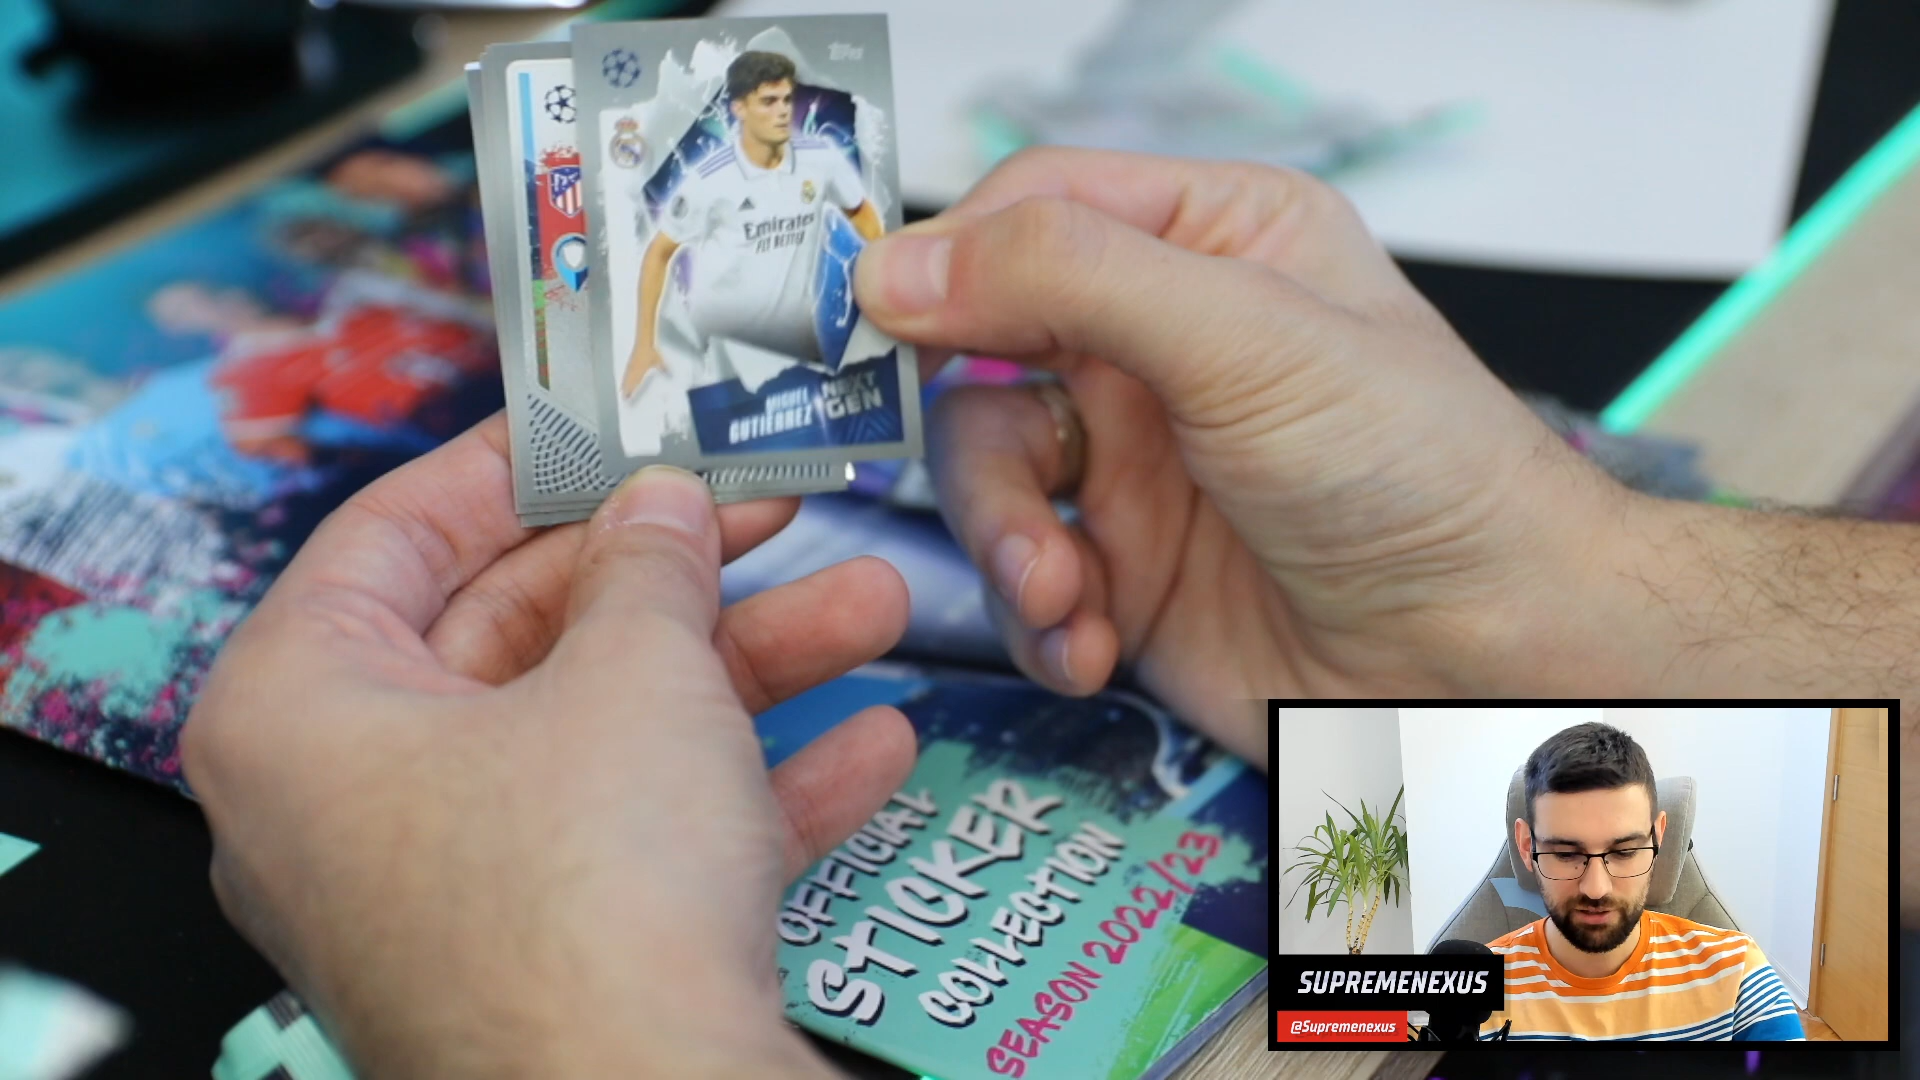 Topps
Emirates
FLY BETTER
MIGUEL
GUTIÉRREZ
NEXT
GEN
OFFICIAL
STICKER
COLLECTION
SEASON 2022/23
SUPREMENEXUS
@Supremenexus